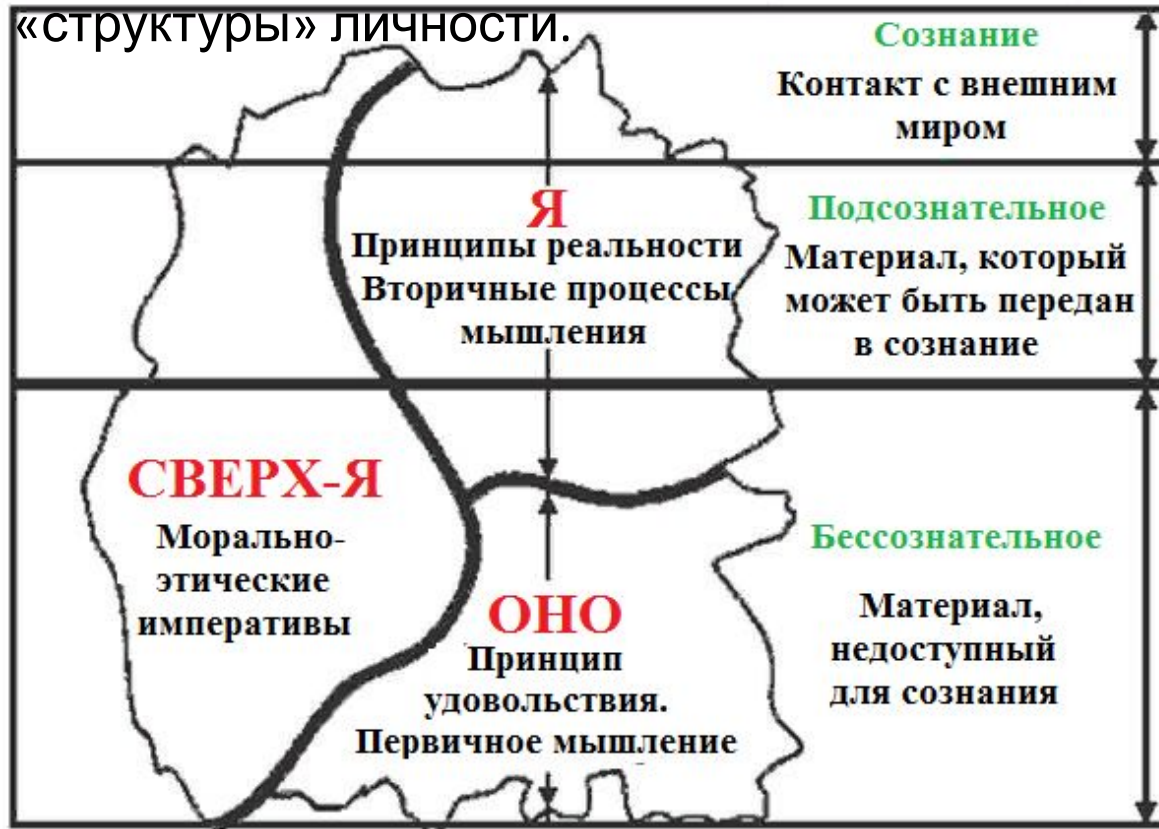 «структуры» личности.
Сознание
Контакт с внешним
миром
Я
Принципы реальности
Вторичные процессы
мышления
Подсознательное
Материал, который
может быть передан
в сознание
СВЕРХ-Я
Морально-
этические
императивы
ОНО
Принцип
удовольствия.
Первичное мышление
Бессознательное
Материал,
недоступный
для сознания